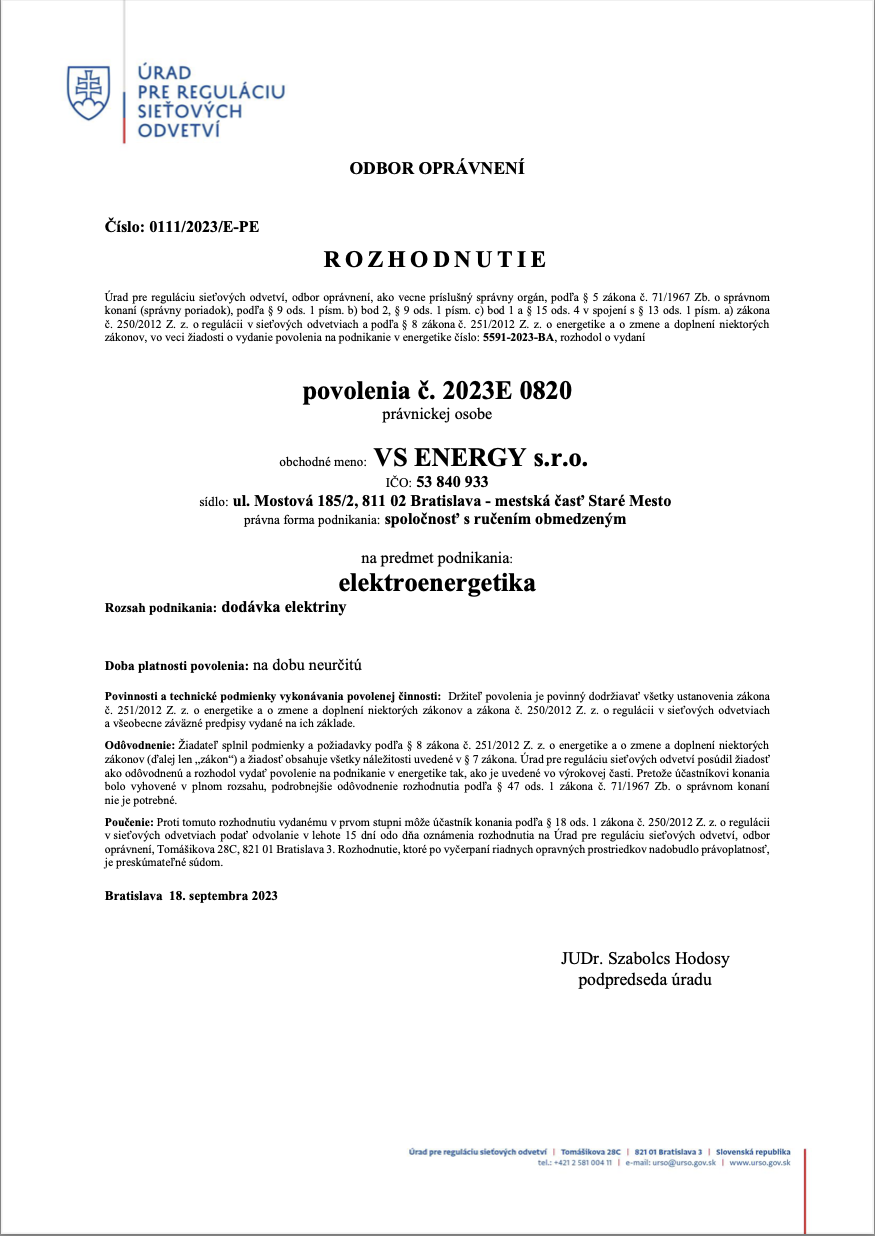 ÚRAD
PRE REGULÁCIU
SIEŤOVÝCH
ODVETVÍ
ODBOR OPRÁVNENÍ
Číslo: 0111/2023/E-PE
ROZHODNUTIE
Úrad pre reguláciu sieťových odvetví, odbor oprávnení, ako vecne príslušný správny orgán, podľa § 5 zákona č. 71/1967 Zb. o správnom
konaní (správny poriadok), podľa § 9 ods. 1 písm. b) bod 2, § 9 ods. 1 písm. c) bod 1 a § 15 ods. 4 v spojení s § 13 ods. 1 písm. a) zákona
č. 250/2012 Z. z. o regulácii v sieťových odvetviach a podľa § 8 zákona č. 251/2012 Z. z. o energetike a o zmene a doplnení niektorých
zákonov, vo veci žiadosti o vydanie povolenia na podnikanie v energetike číslo: 5591-2023-BA, rozhodol o vydaní
povolenia č. 2023E 0820
právnickej osobe
obchodné meno: VS ENERGY s.r.o.
IČO: 53 840 933
sídlo: ul. Mostová 185/2, 811 02 Bratislava - mestská časť Staré Mesto
právna forma podnikania: spoločnosť s ručením obmedzeným
na predmet podnikania:
elektroenergetika
Rozsah podnikania: dodávka elektriny
Doba platnosti povolenia: na dobu neurčitú
Povinnosti a technické podmienky vykonávania povolenej činnosti: Držiteľ povolenia je povinný dodržiavať všetky ustanovenia zákona
č. 251/2012 Z. z. o energetike a o zmene a doplnení niektorých zákonov a zákona č. 250/2012 Z. z. o regulácii v sieťových odvetviach
a všeobecne záväzné predpisy vydané na ich základe.
Odôvodnenie: Žiadateľ splnil podmienky a požiadavky podľa § 8 zákona č. 251/2012 Z. z. o energetike a o zmene a doplnení niektorých
zákonov (ďalej len „zákon“) a žiadosť obsahuje všetky náležitosti uvedené v § 7 zákona. Úrad pre reguláciu sieťových odvetví posúdil žiadosť
ako odôvodnenú a rozhodol vydať povolenie na podnikanie v energetike tak, ako je uvedené vo výrokovej časti. Pretože účastníkovi konania
bolo vyhovené v plnom rozsahu, podrobnejšie odôvodnenie rozhodnutia podľa § 47 ods. 1 zákona č. 71/1967 Zb. o správnom konaní
nie je potrebné.
Poučenie: Proti tomuto rozhodnutiu vydanému v prvom stupni môže účastník konania podľa § 18 ods. 1 zákona č. 250/2012 Z. z. o regulácii
v sieťových odvetviach podať odvolanie v lehote 15 dní odo dňa oznámenia rozhodnutia na Úrad pre reguláciu sieťových odvetví, odbor
oprávnení, Tomášikova 28C, 821 01 Bratislava 3. Rozhodnutie, ktoré po vyčerpaní riadnych opravných prostriedkov nadobudlo právoplatnosť,
je preskúmateľné súdom.
Bratislava 18. septembra 2023
JUDr. Szabolcs Hodosy
podpredseda úradu
Úrad pre reguláciu sieťových odvetví | Tomášikova 28C | 821 01 Bratislava 3 | Slovenská republika
tel.: +421 2 581 004 11 | e-mail: urso@urso.gov.sk | www.urso.gov.sk